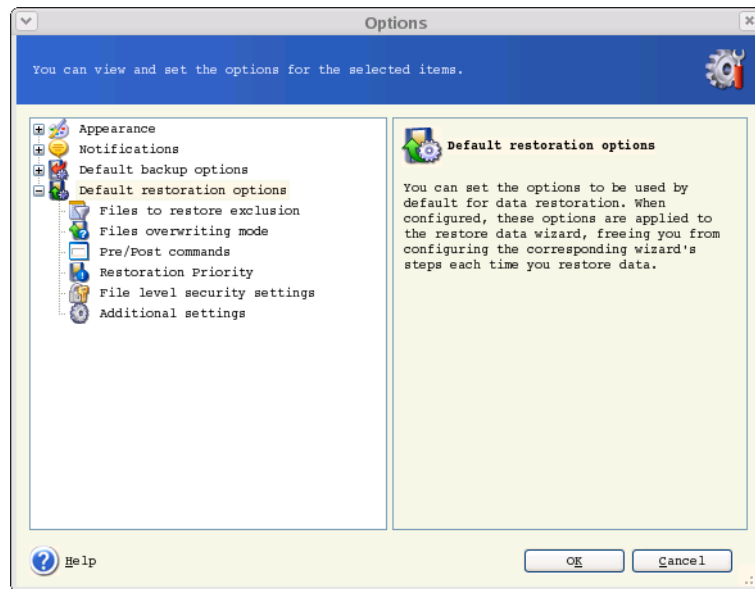 Options
You can view and set the options for the selected items.
Appearance
Notifications
Default backup options
Default restoration options
Files to restore exclusion
Files overwriting mode
Pre/Post commands
Restoration Priority
File level security settings
Additional settings
Default restoration options
You can set the options to be used by
default for data restoration. When
configured, these options are applied to
the restore data wizard, freeing you from
configuring the corresponding wizard's
steps each time you restore data.
Help
OK
Cancel